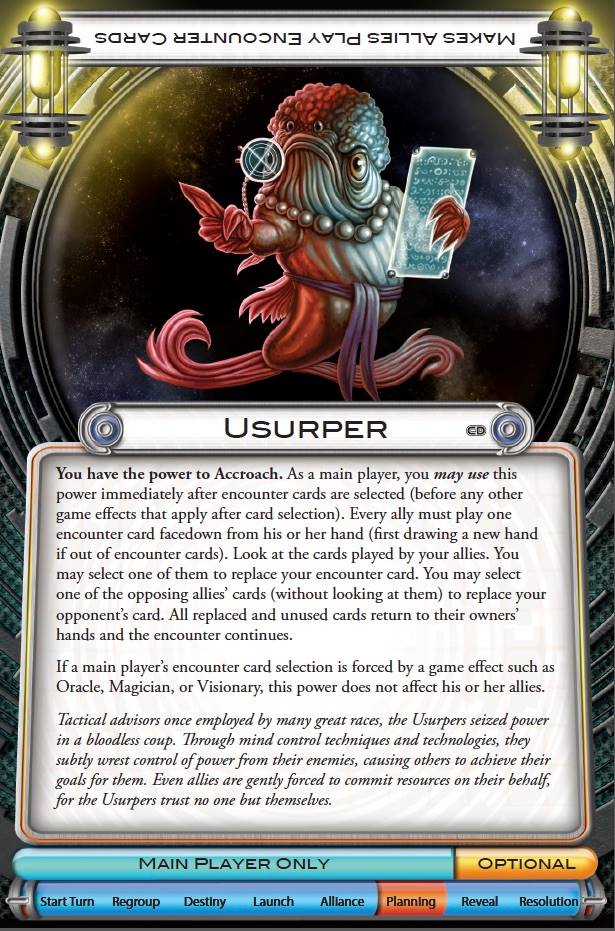 MAKES ALLIES PLAY ENCOUNTER CARDS
USURPER
CD
You have the power to Accroach. As a main player, you may use this
power immediately after encounter cards are selected (before any other
game effects that apply after card selection). Every ally must play one
encounter card facedown from his or her hand (first drawing a new hand
if out of encounter cards). Look at the cards played by your allies. You
may select one of them to replace your encounter card. You may select
one of the opposing allies' cards (without looking at them) to replace your
opponent's card. All replaced and unused cards return to their owners'
hands and the encounter continues.
If a main player's encounter card selection is forced by a game effect such as
Oracle, Magician, or Visionary, this power does not affect his or her allies.
Tactical advisors once employed by many great races, the Usurpers seized power
in a bloodless coup. Through mind control techniques and technologies, they
subtly wrest control of power from their enemies, causing others to achieve their
goals for them. Even allies are gently forced to commit resources on their behalf,
for the Usurpers trust no one but themselves.
MAIN PLAYER ONLY OPTIONAL
Start Turn Regroup Destiny Launch Alliance Planning Reveal Resolution